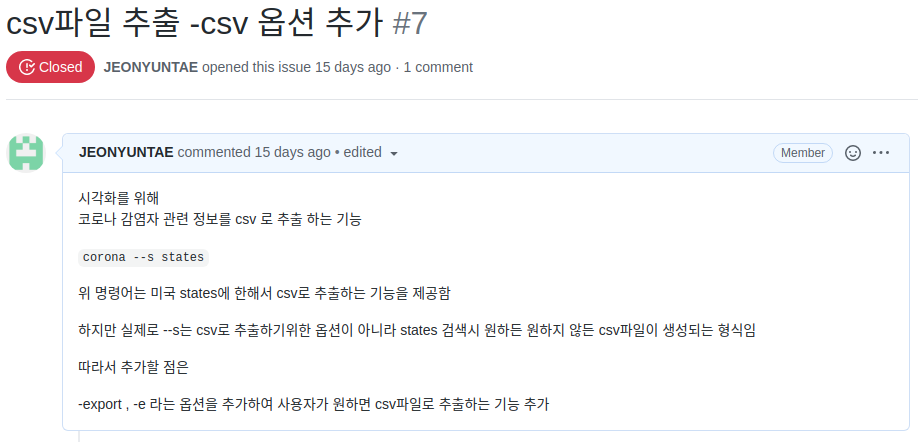 csv파일 추출 -csv 옵션 추가 #7
Closed JEONYUNTAE opened this issue 15 days ago · 1 comment
JEONYUNTAE commented 15 days ago • edited Member
시각화를 위해
코로나 감염자 관련 정보를 csv 로 추출 하는 기능
corona --s states
위 명령어는 미국 states에 한해서 csv로 추출하는 기능을 제공함
하지만 실제로 --s는 csv로 추출하기위한 옵션이 아니라 states 검색시 원하든 원하지 않든 csv파일이 생성되는 형식임
따라서 추가할 점은
-export , -e 라는 옵션을 추가하여 사용자가 원하면 csv파일로 추출하는 기능 추가